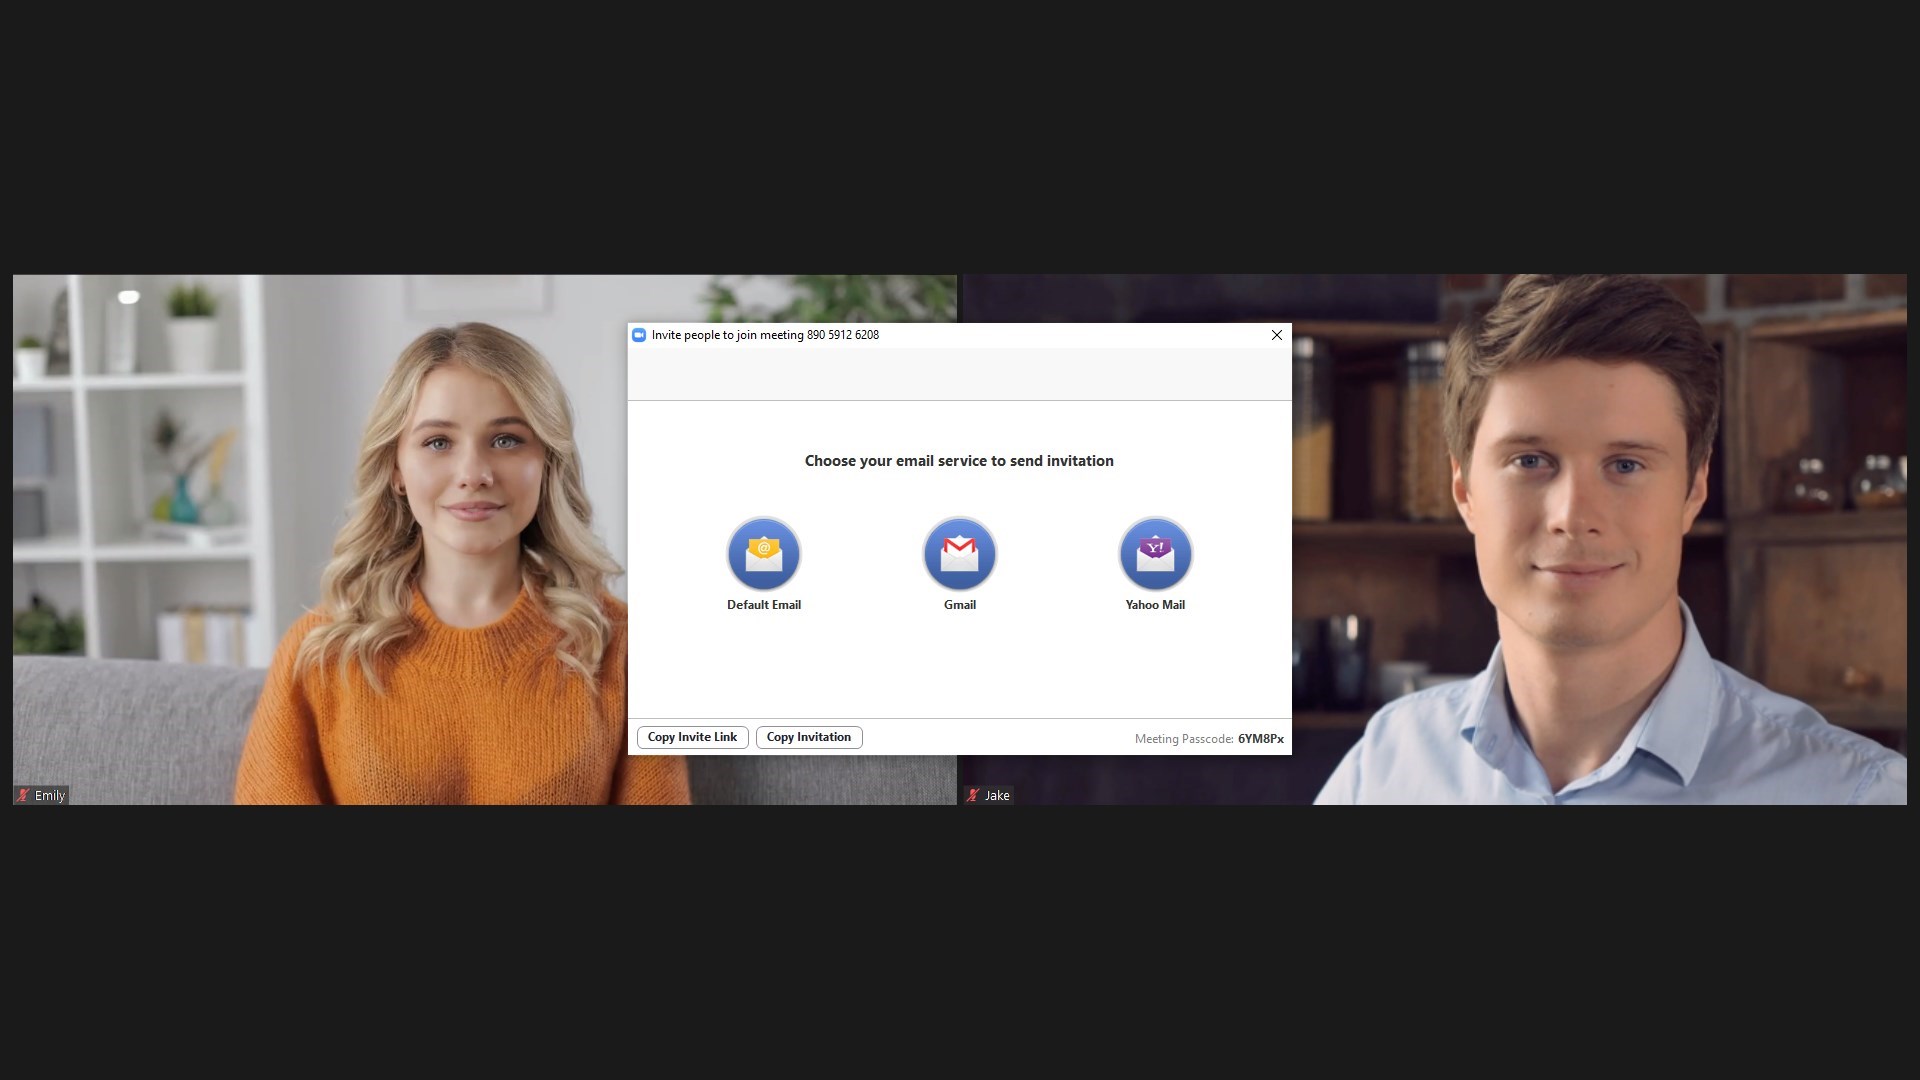 Invite people to join meeting 890 5912 6208
Choose your email service to send invitation
@
Y!
Default Email
Gmail
Yahoo Mail
Copy Invite Link
Copy Invitation
Meeting Passcode: 6YM8Px
Emily
Jake